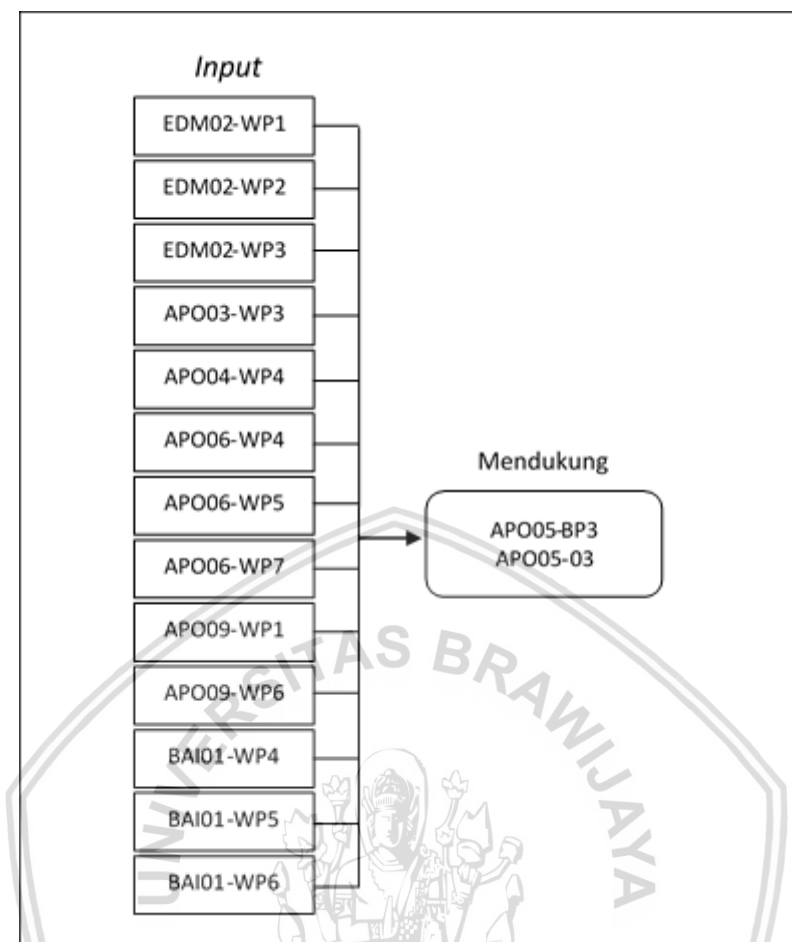 Input
EDM02-WP1
EDM02-WP2
EDM02-WP3
APO03-WP3
APO04-WP4
APO06-WP4
APO06-WP5
APO06-WP7
APO09-WP1
APO09-WP6
BAI01-WP4
BAI01-WP5
BAI01-WP6
Mendukung
APO05-BP3
APO05-03
UNIVERSITAS BRAWIJAYA